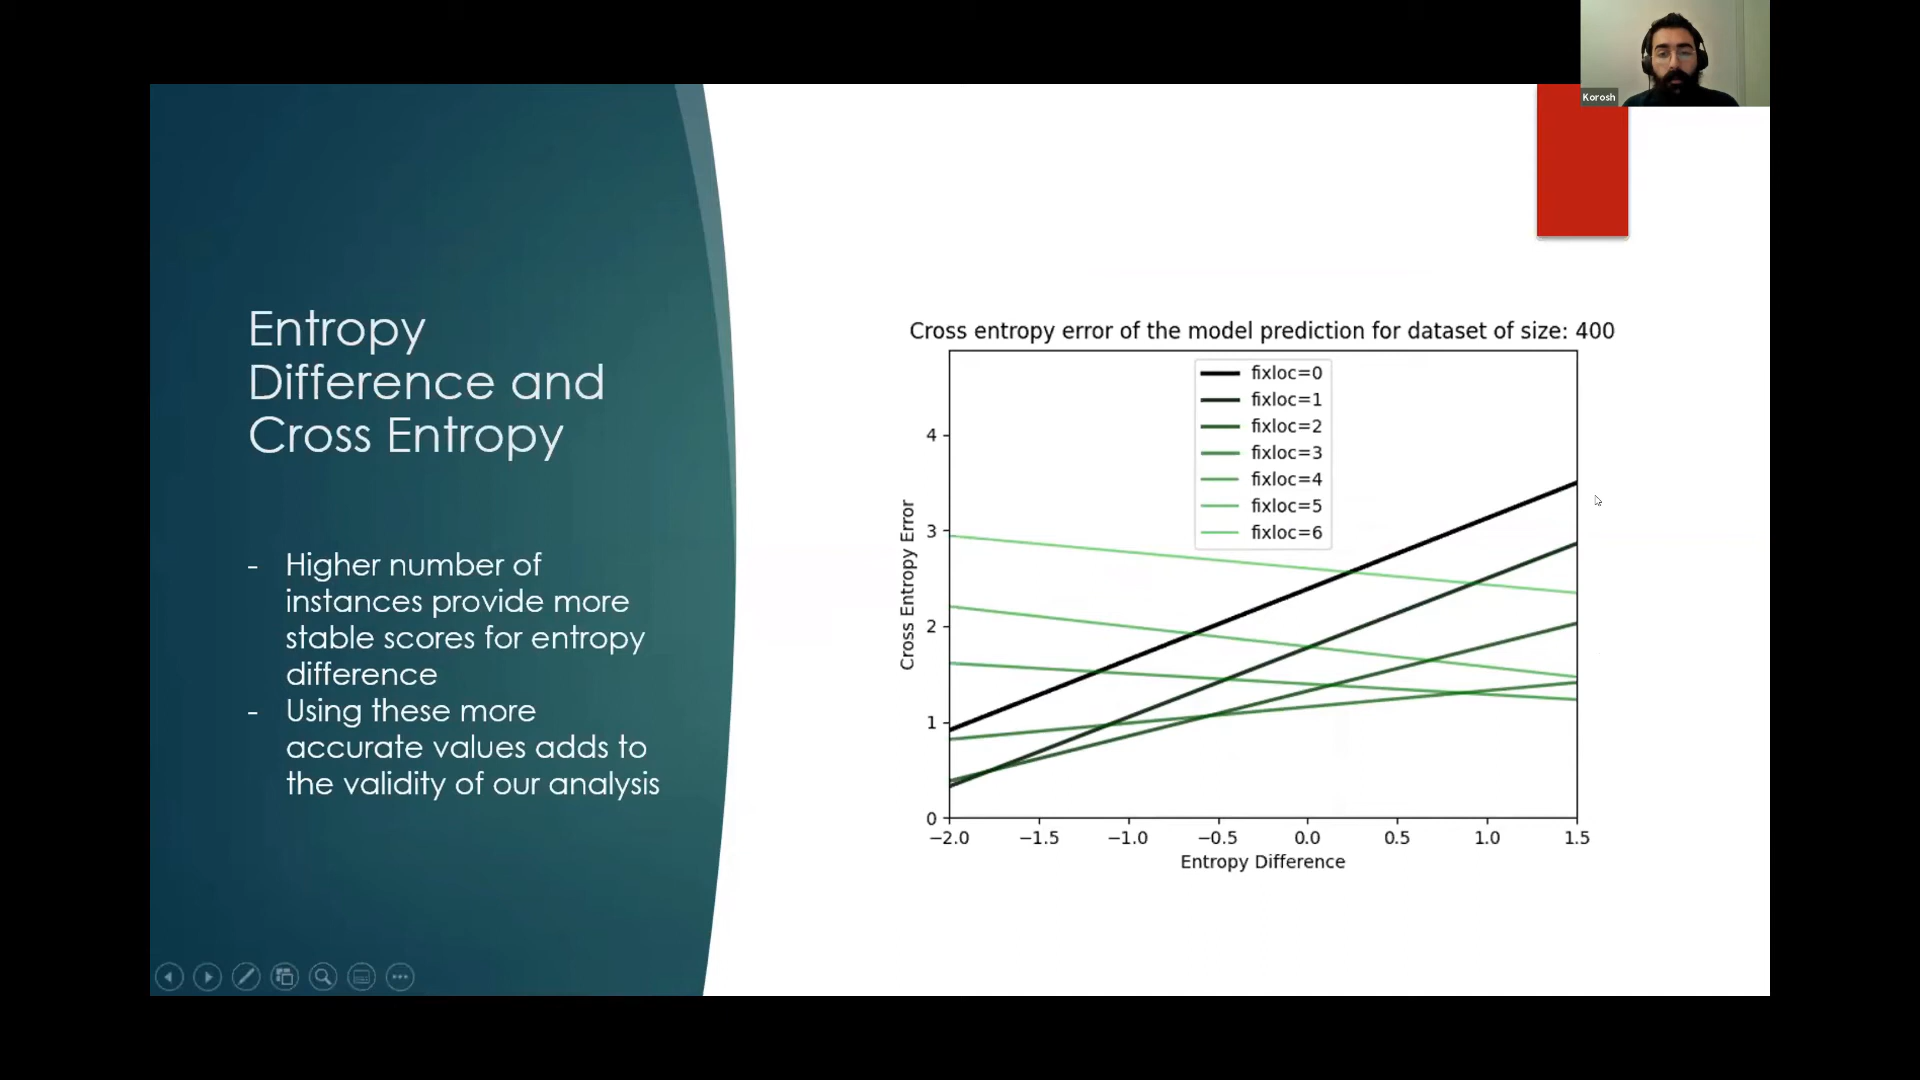 Korosh
Entropy
Difference and
Cross Entropy
- Higher number of
instances provide more
stable scores for entropy
difference
- Using these more
accurate values adds to
the validity of our analysis
Cross entropy error of the model prediction for dataset of size: 400
fixloc=0
fixloc=1
fixloc=2
fixloc=3
fixloc=4
fixloc=5
fixloc=6
Cross Entropy Error
4
3
2
1
0
−2.0 −1.5 −1.0 −0.5 0.0 0.5 1.0 1.5
Entropy Difference